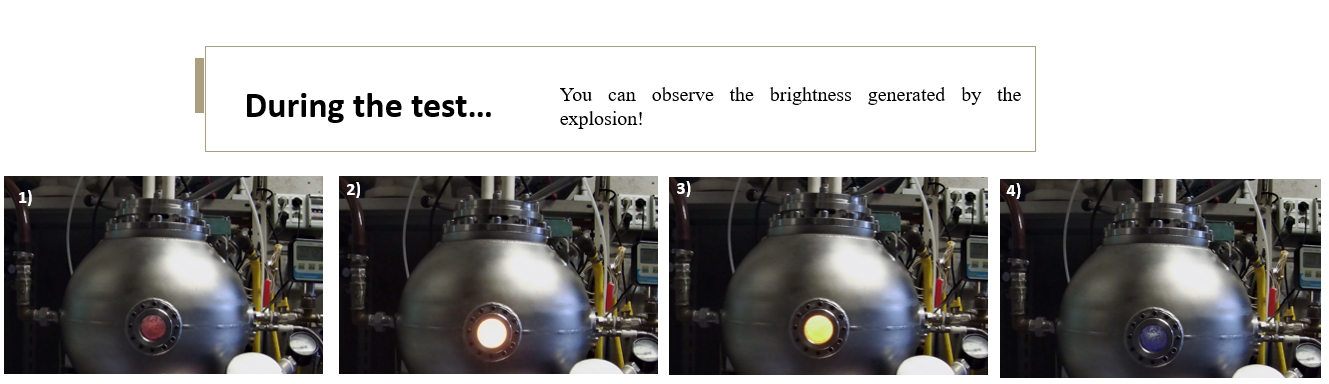 During the test...
You can observe the brightness generated by the
explosion!
1)
2)
3)
4)